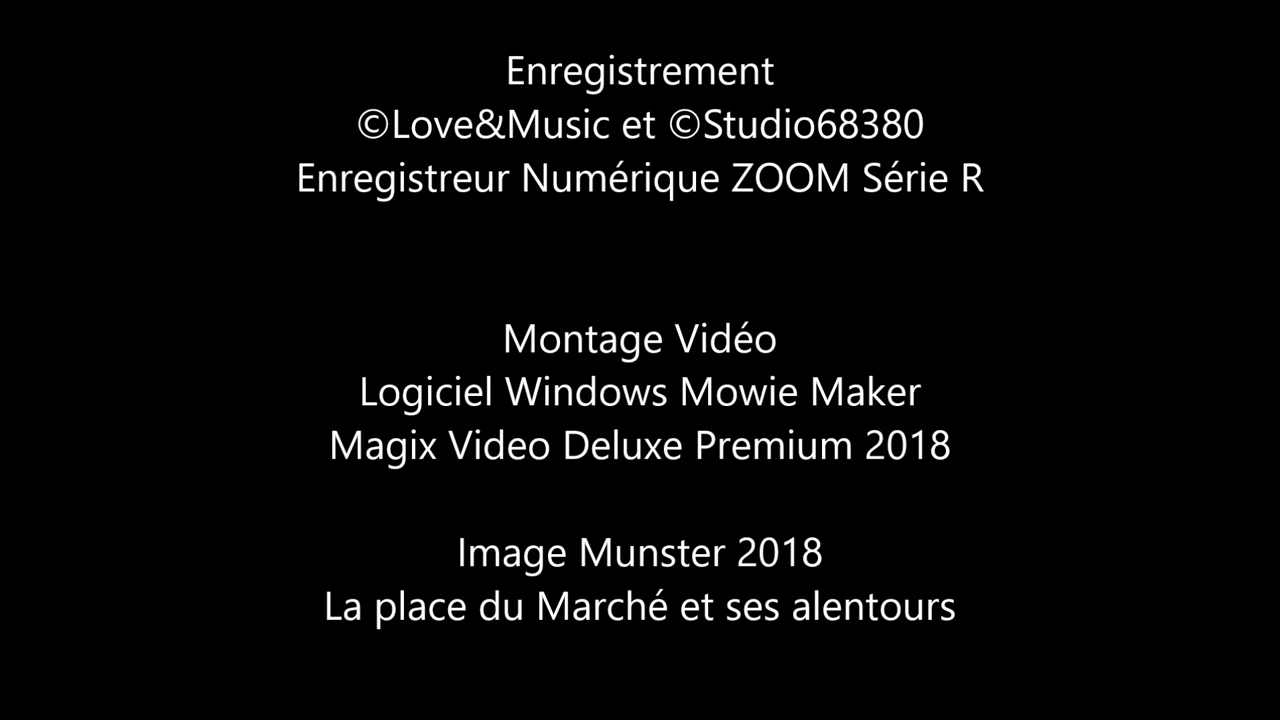 Enregistrement
©Love&Music et ©Studio68380
Enregistreur Numérique ZOOM Série R
Montage Vidéo
Logiciel Windows Mowie Maker
Magix Video Deluxe Premium 2018
Image Munster 2018
La place du Marché et ses alentours